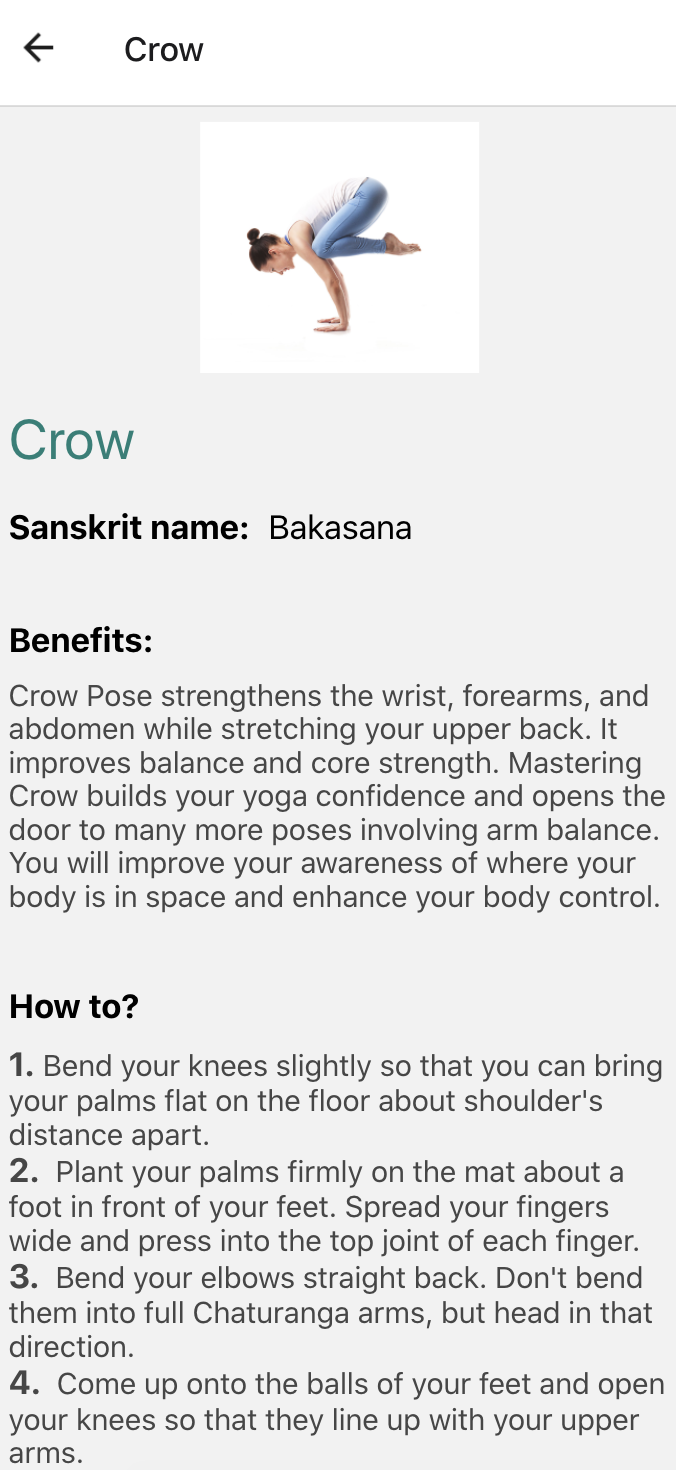 Crow
Crow
Sanskrit name: Bakasana
Benefits:
Crow Pose strengthens the wrist, forearms, and
abdomen while stretching your upper back. It
improves balance and core strength. Mastering
Crow builds your yoga confidence and opens the
door to many more poses involving arm balance.
You will improve your awareness of where your
body is in space and enhance your body control.
How to?
1. Bend your knees slightly so that you can bring
your palms flat on the floor about shoulder's
distance apart.
2. Plant your palms firmly on the mat about a
foot in front of your feet. Spread your fingers
wide and press into the top joint of each finger.
3. Bend your elbows straight back. Don't bend
them into full Chaturanga arms, but head in that
direction.
4. Come up onto the balls of your feet and open
your knees so that they line up with your upper
arms.